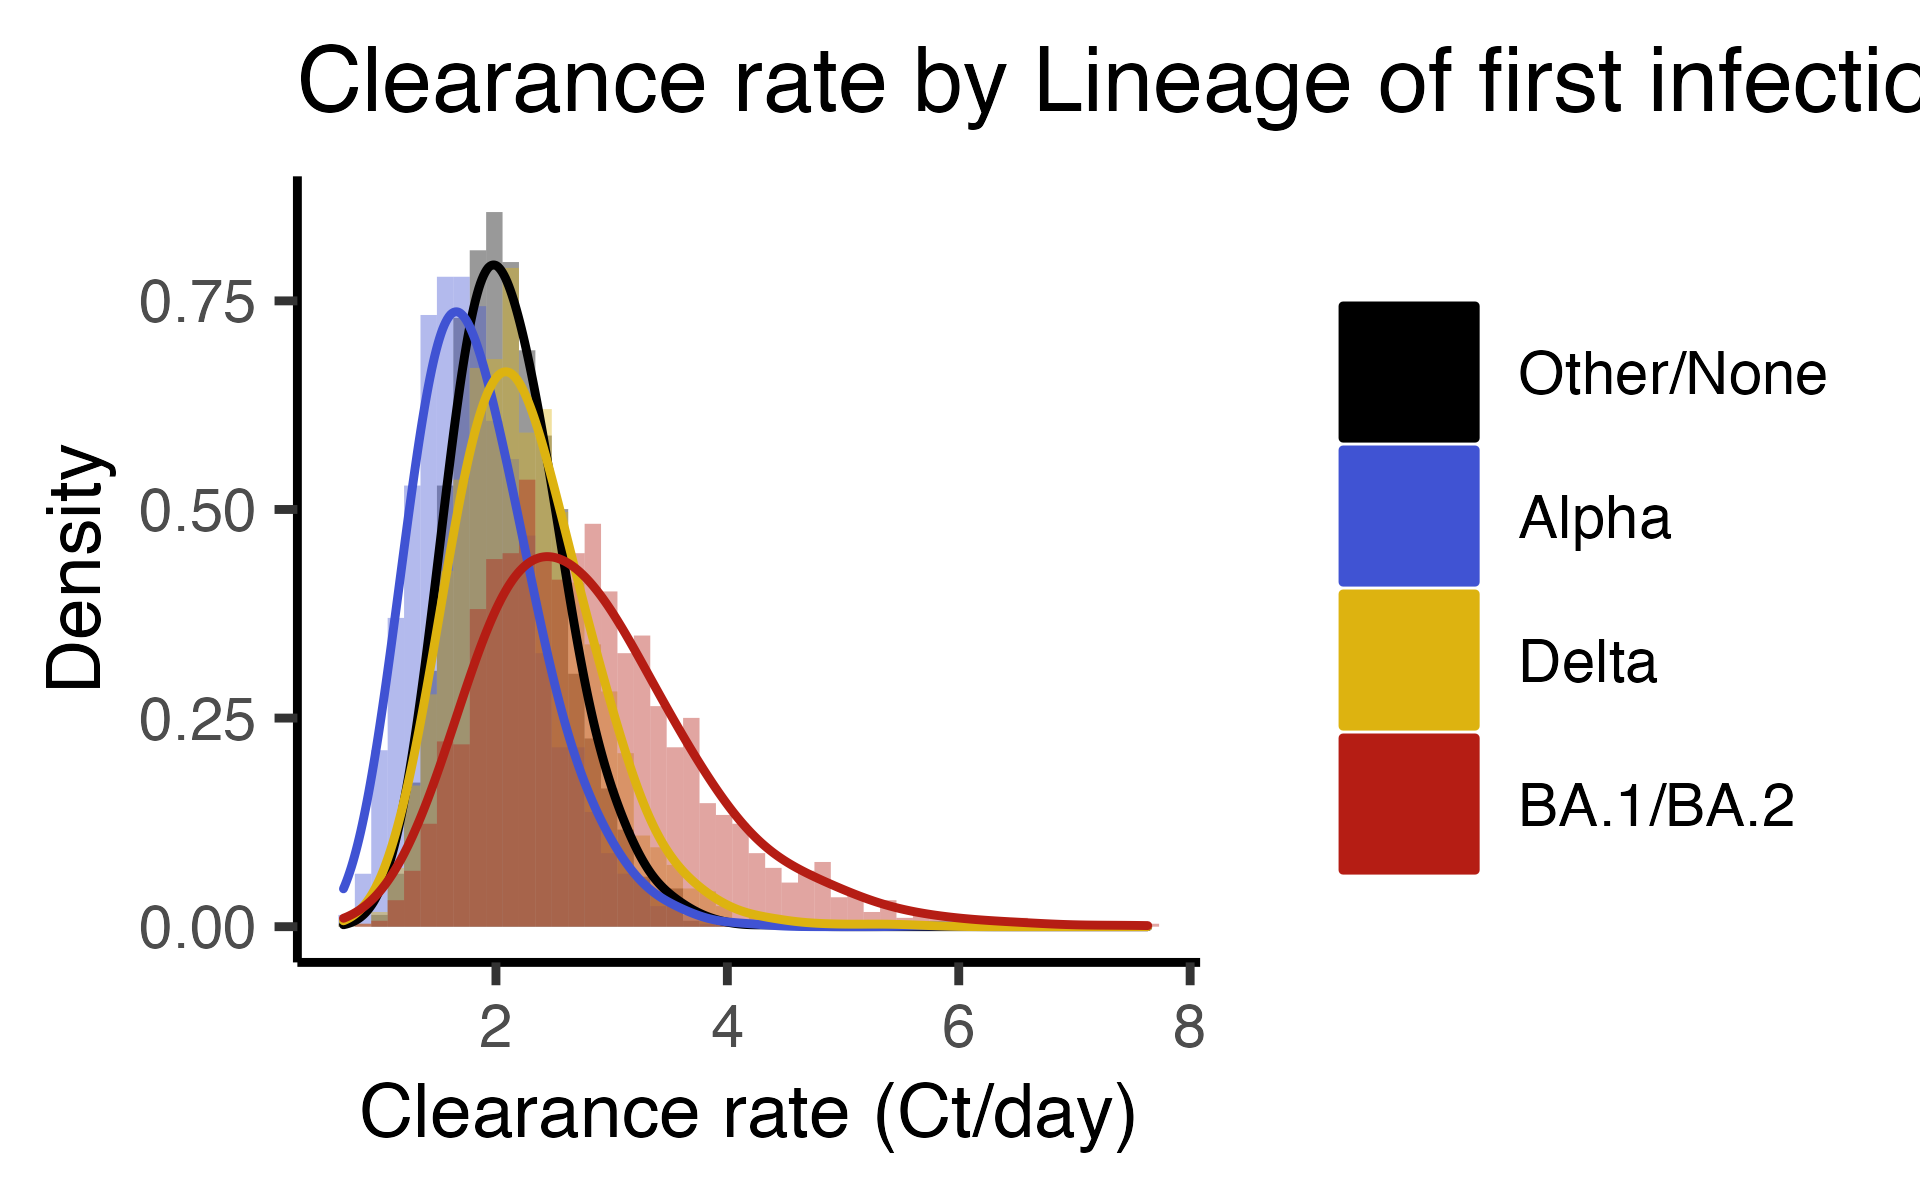 Clearance rate by Lineage of first infectio
Density
0.75
0.50
0.25
0.00
2 4 6 8
Clearance rate (Ct/day)
Other/None
Alpha
Delta
BA.1/BA.2